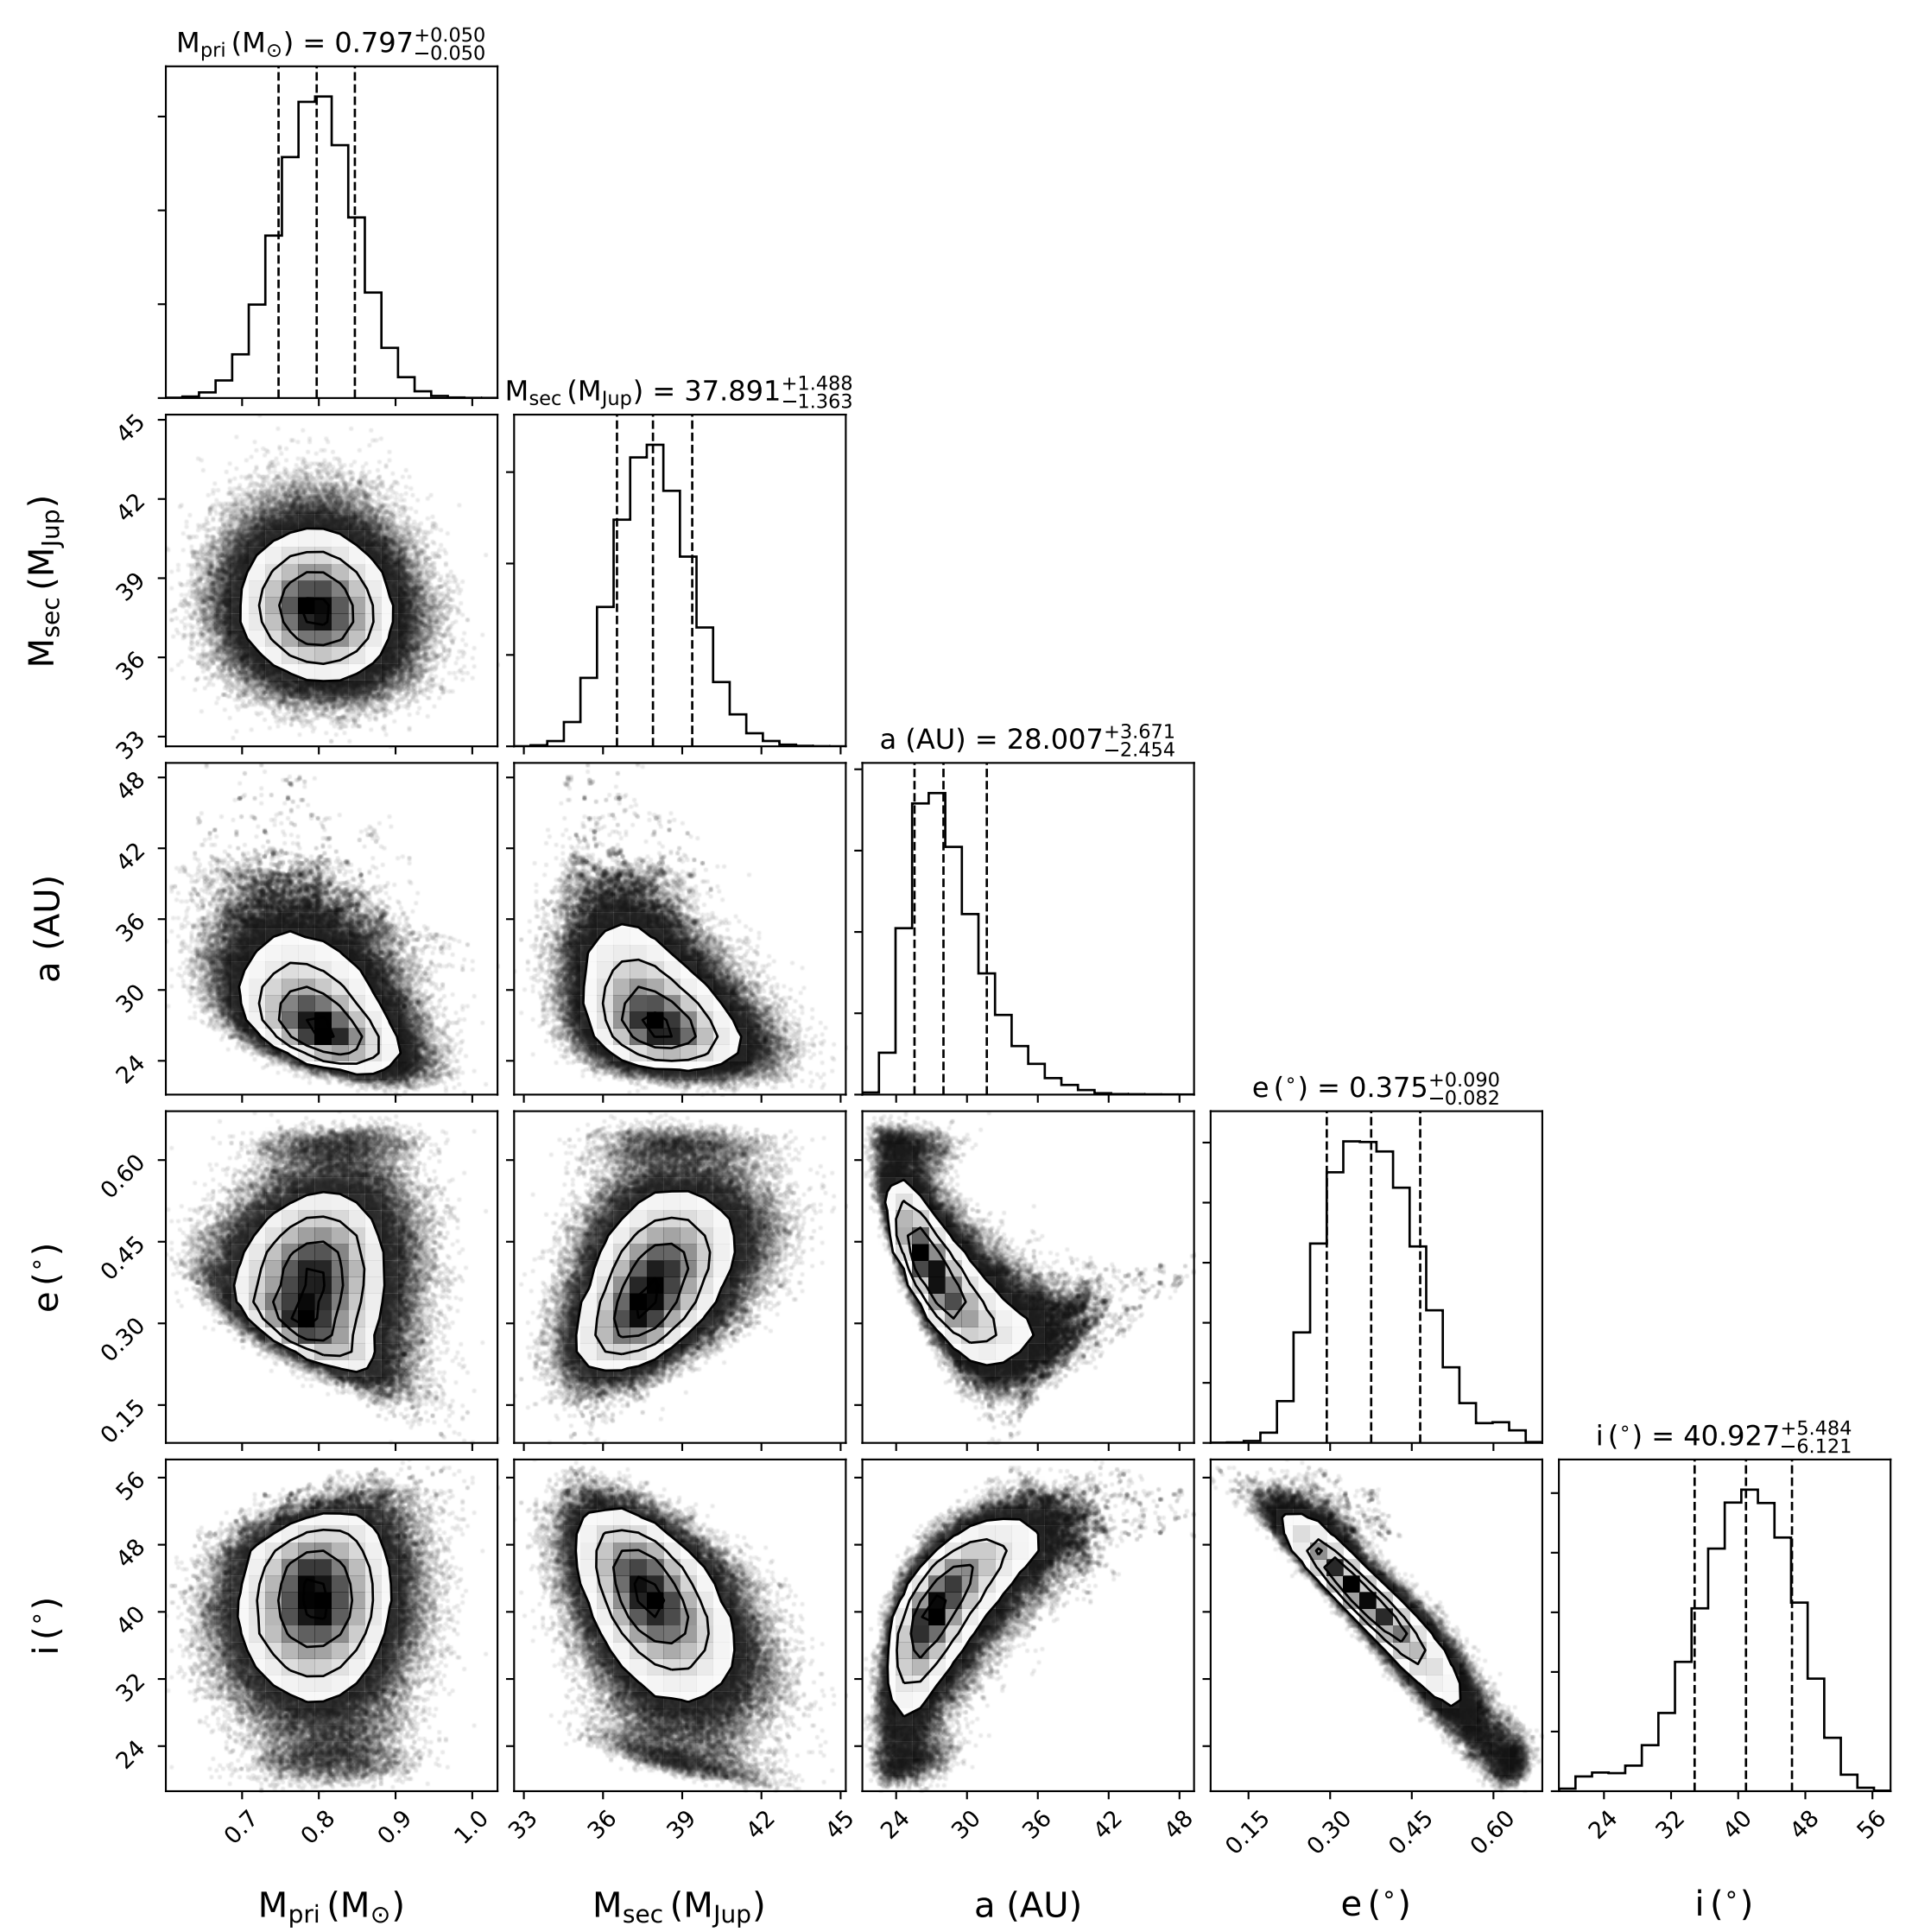 M_pri (M_⊙) = 0.797 +0.050 −0.050
M_sec (M_Jup) = 37.891 +1.488 −1.363
45
42
39
36
33
M_sec (M_Jup)
a (AU) = 28.007 +3.671 −2.454
48
42
36
30
24
a (AU)
e (°) = 0.375 +0.090 −0.082
0.60
0.45
0.30
0.15
e (°)
i (°) = 40.927 +5.484 −6.121
56
48
40
32
24
i (°)
0.7 0.8 0.9 1.0 33 36 39 42 45 24 30 36 42 48 0.15 0.30 0.45 0.60 24 32 40 48 56
M_pri (M_⊙) M_sec (M_Jup) a (AU) e (°) i (°)